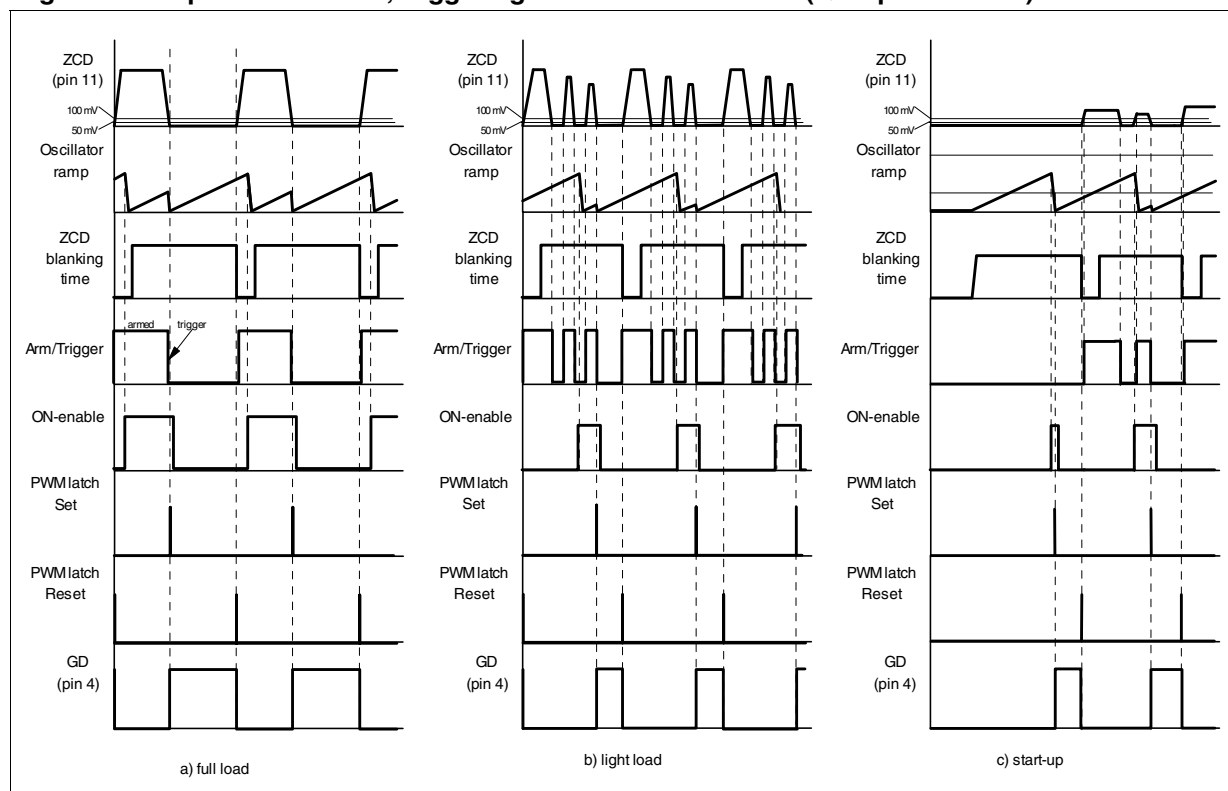 ZCD
(pin 11)
100 mV
50 mV
Oscillator
ramp
ZCD
blanking
time
armed
trigger
Arm/Trigger
ON-enable
PWM latch
Set
PWM latch
Reset
GD
(pin 4)
a) full load
ZCD
(pin 11)
100 mV
50 mV
Oscillator
ramp
ZCD
blanking
time
Arm/Trigger
ON-enable
PWM latch
Set
PWM latch
Reset
GD
(pin 4)
b) light load
ZCD
(pin 11)
100 mV
50 mV
Oscillator
ramp
ZCD
blanking
time
Arm/Trigger
ON-enable
PWM latch
Set
PWM latch
Reset
GD
(pin 4)
c) start-up